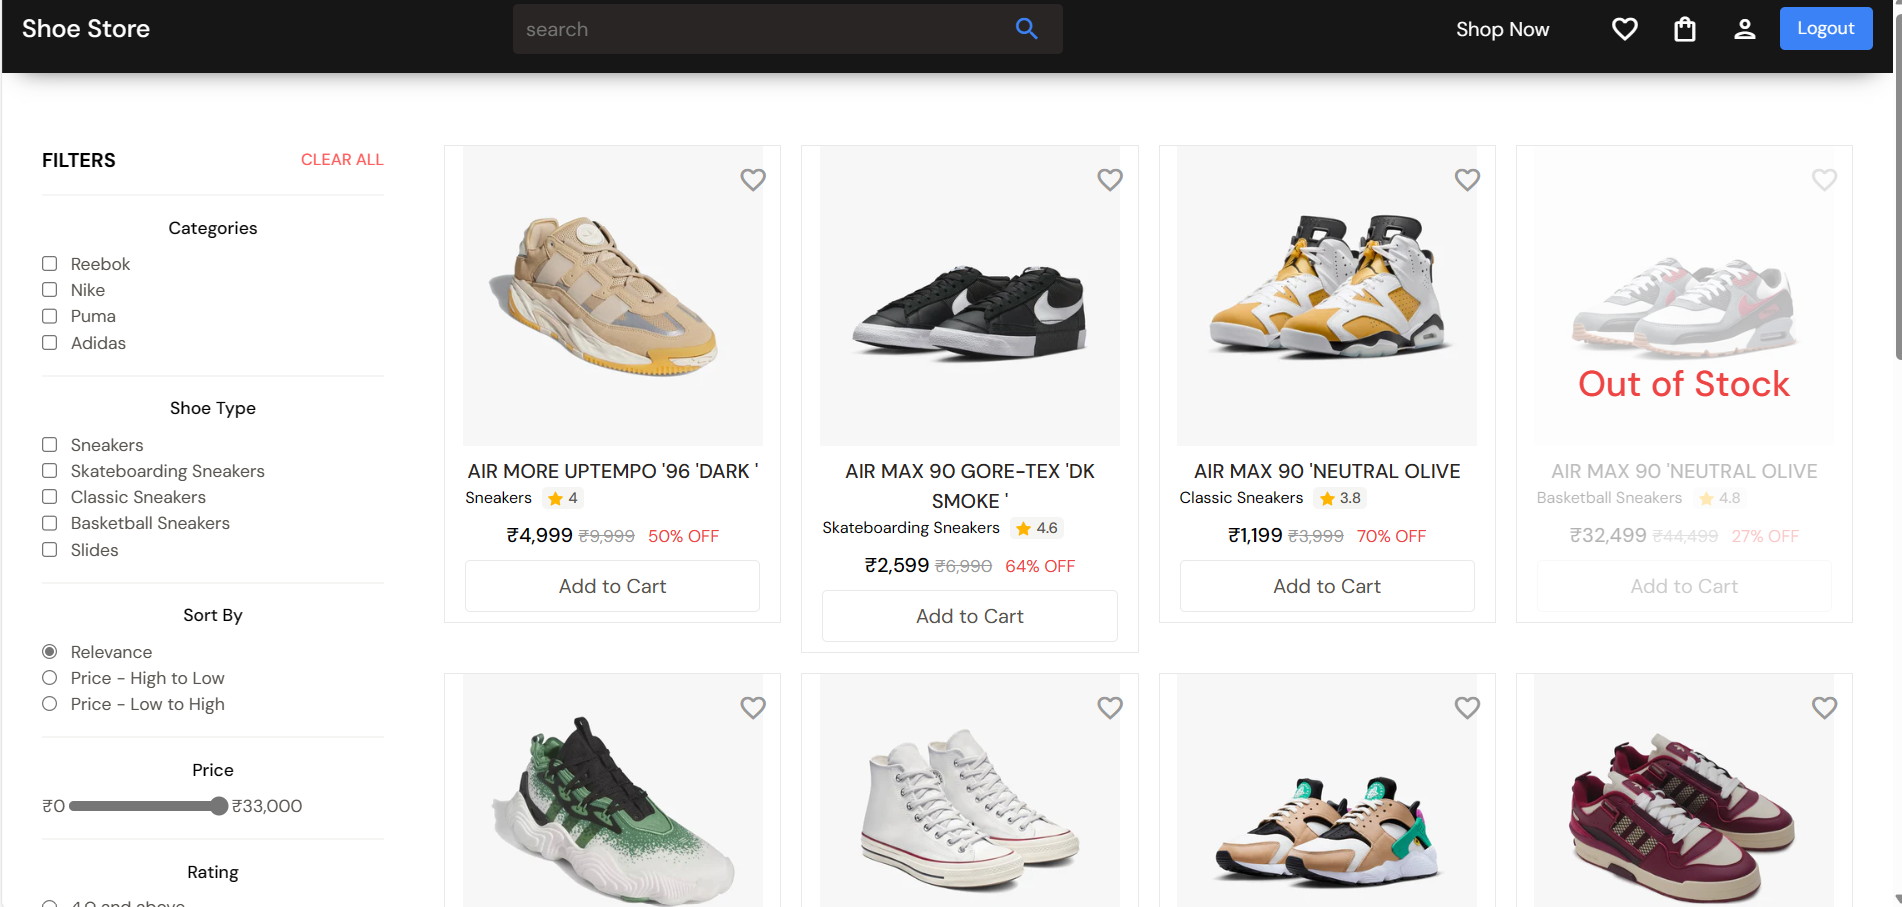 Shoe Store
search
Shop Now
Logout
FILTERS
CLEAR ALL
Categories
Reebok
Nike
Puma
Adidas
Shoe Type
Sneakers
Skateboarding Sneakers
Classic Sneakers
Basketball Sneakers
Slides
Sort By
Relevance
Price - High to Low
Price - Low to High
Price
₹0 ₹33,000
Rating
4.0 and above
AIR MORE UPTEMPO '96 'DARK '
Sneakers 4
₹4,999 ₹9,999 50% OFF
Add to Cart
AIR MAX 90 GORE-TEX 'DK
SMOKE '
Skateboarding Sneakers 4.6
₹2,599 ₹6,990 64% OFF
Add to Cart
AIR MAX 90 'NEUTRAL OLIVE
Classic Sneakers 3.8
₹1,199 ₹3,999 70% OFF
Add to Cart
Out of Stock
AIR MAX 90 'NEUTRAL OLIVE
Basketball Sneakers 4.8
₹32,499 ₹44,499 27% OFF
Add to Cart